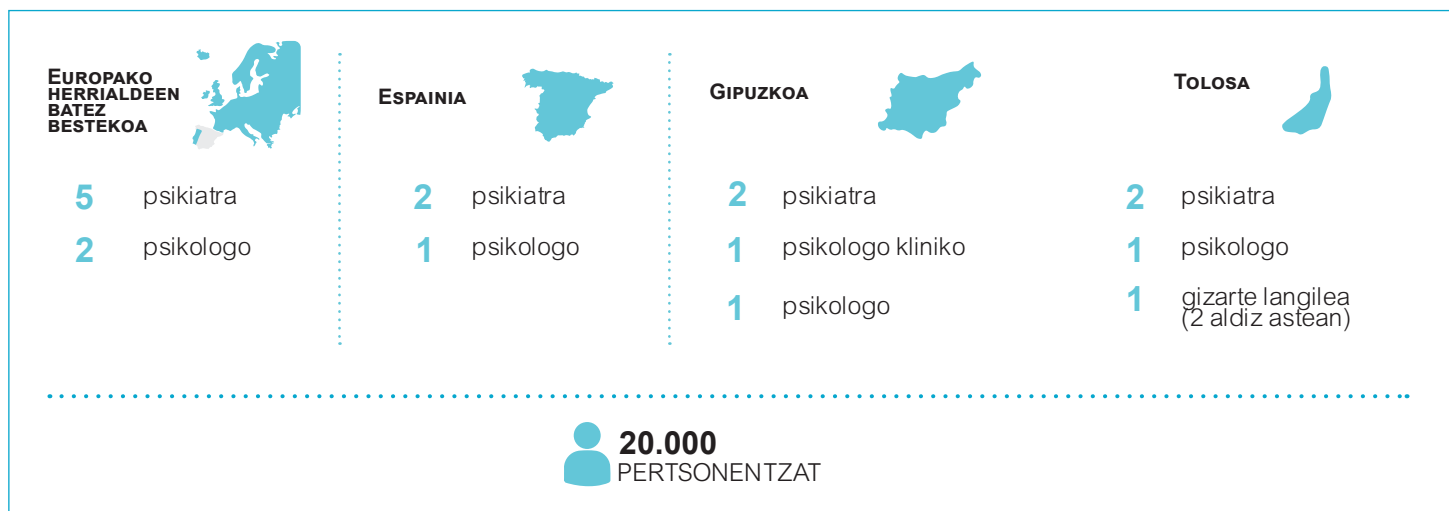 EUROPAKO
HERRIALDEEN
BATEZ
BESTEKOA
5 psikiatra
2 psikologo
ESPAINIA
2 psikiatra
1 psikologo
GIPUZKOA
2 psikiatra
1 psikologo kliniko
1 psikologo
TOLOSA
2 psikiatra
1 psikologo
1 gizarte langilea
(2 aldiz astean)
20.000
PERTSONENTZAT